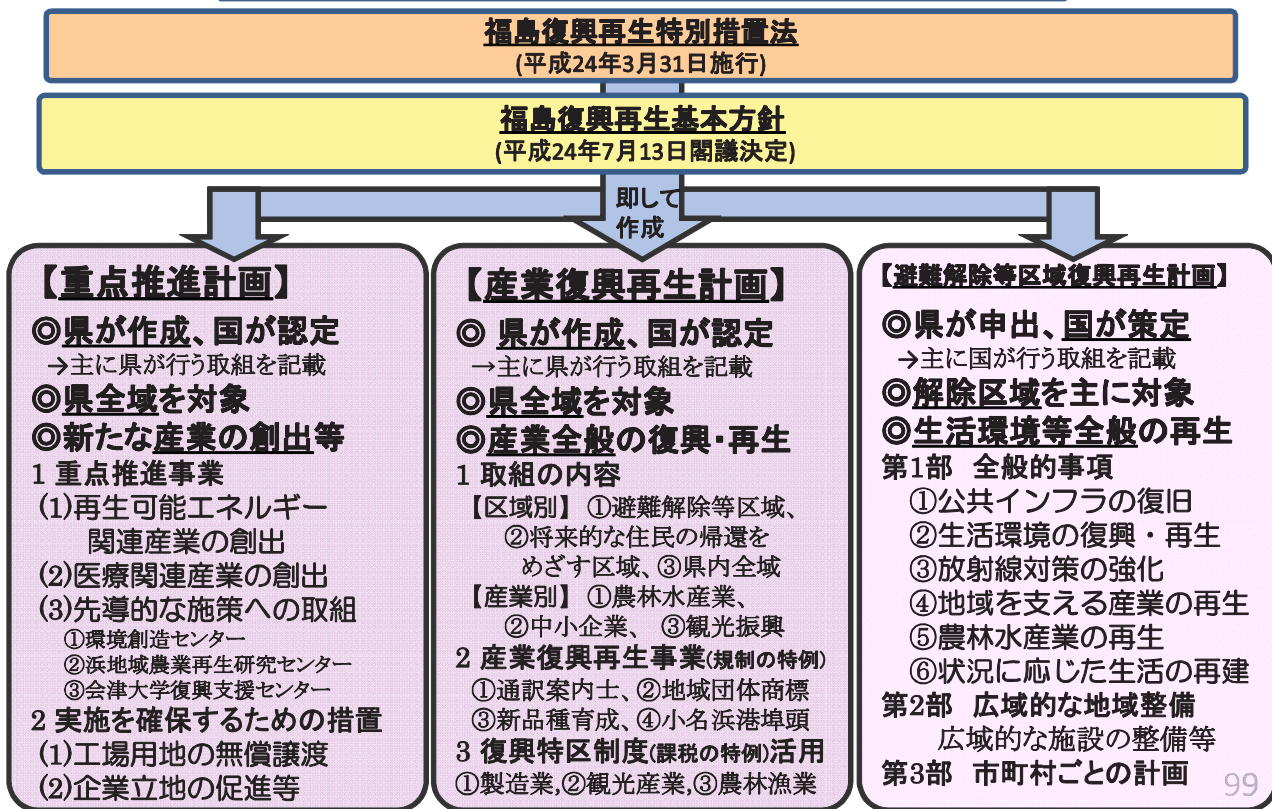 福島復興再生特別措置法
(平成24年3月31日施行)
福島復興再生基本方針
(平成24年7月13日閣議決定)
即して
作成
【重点推進計画】
◎県が作成、国が認定
→主に県が行う取組を記載
◎県全域を対象
◎新たな産業の創出等
1 重点推進事業
(1)再生可能エネルギー
関連産業の創出
(2)医療関連産業の創出
(3)先導的な施策への取組
①環境創造センター
②浜地域農業再生研究センター
③会津大学復興支援センター
2 実施を確保するための措置
(1)工場用地の無償譲渡
(2)企業立地の促進等
【産業復興再生計画】
◎ 県が作成、国が認定
→主に県が行う取組を記載
◎県全域を対象
◎産業全般の復興・再生
1 取組の内容
【区域別】 ①避難解除等区域、
②将来的な住民の帰還を
めざす区域、③県内全域
【産業別】 ①農林水産業、
②中小企業、 ③観光振興
2 産業復興再生事業(規制の特例)
①通訳案内士、②地域団体商標
③新品種育成、④小名浜港埠頭
3 復興特区制度(課税の特例)活用
①製造業,②観光産業,③農林漁業
【避難解除等区域復興再生計画】
◎県が申出、国が策定
→主に国が行う取組を記載
◎解除区域を主に対象
◎生活環境等全般の再生
第1部 全般的事項
①公共インフラの復旧
②生活環境の復興・再生
③放射線対策の強化
④地域を支える産業の再生
⑤農林水産業の再生
⑥状況に応じた生活の再建
第2部 広域的な地域整備
広域的な施設の整備等
第3部 市町村ごとの計画
99